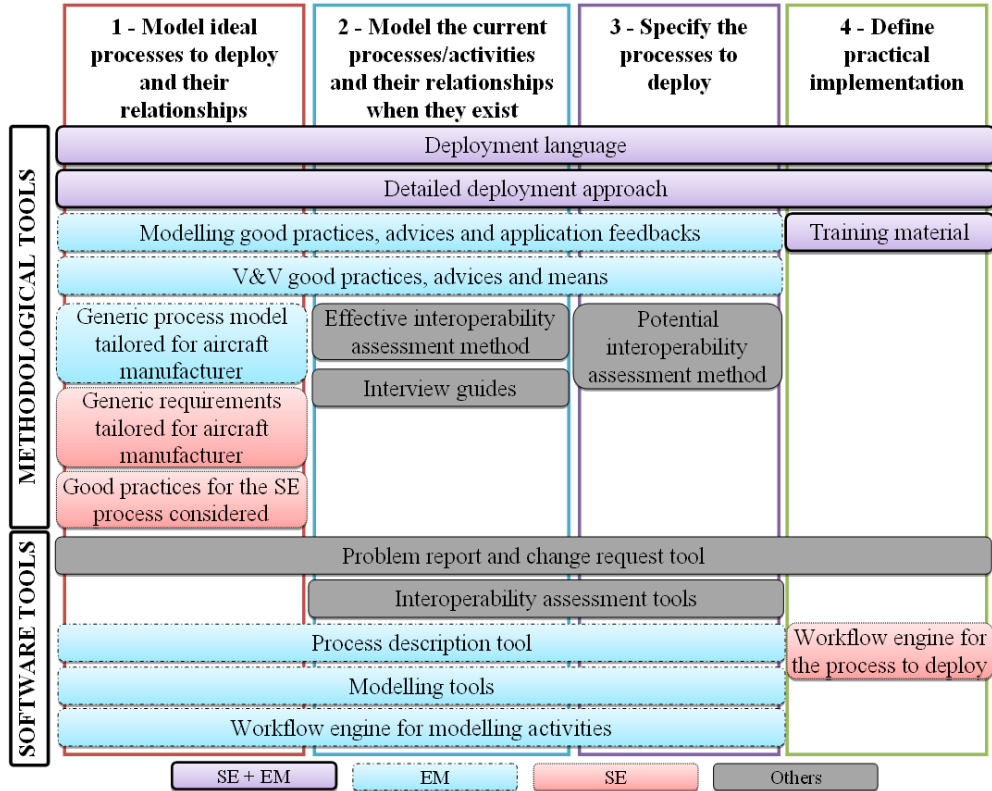 1 - Model ideal
processes to deploy
and their
relationships
2 - Model the current
processes/activities
and their relationships
when they exist
3 - Specify the
processes to
deploy
4 - Define
practical
implementation
METHODOLOGICAL TOOLS
Deployment language
Detailed deployment approach
Modelling good practices, advices and application feedbacks
Training material
V&V good practices, advices and means
Generic process model
tailored for aircraft
manufacturer
Effective interoperability
assessment method
Potential
interoperability
assessment method
Interview guides
Generic requirements
tailored for aircraft
manufacturer
Good practices for the SE
process considered
SOFTWARE TOOLS
Problem report and change request tool
Interoperability assessment tools
Process description tool
Workflow engine for
the process to deploy
Modelling tools
Workflow engine for modelling activities
SE + EM
EM
SE
Others